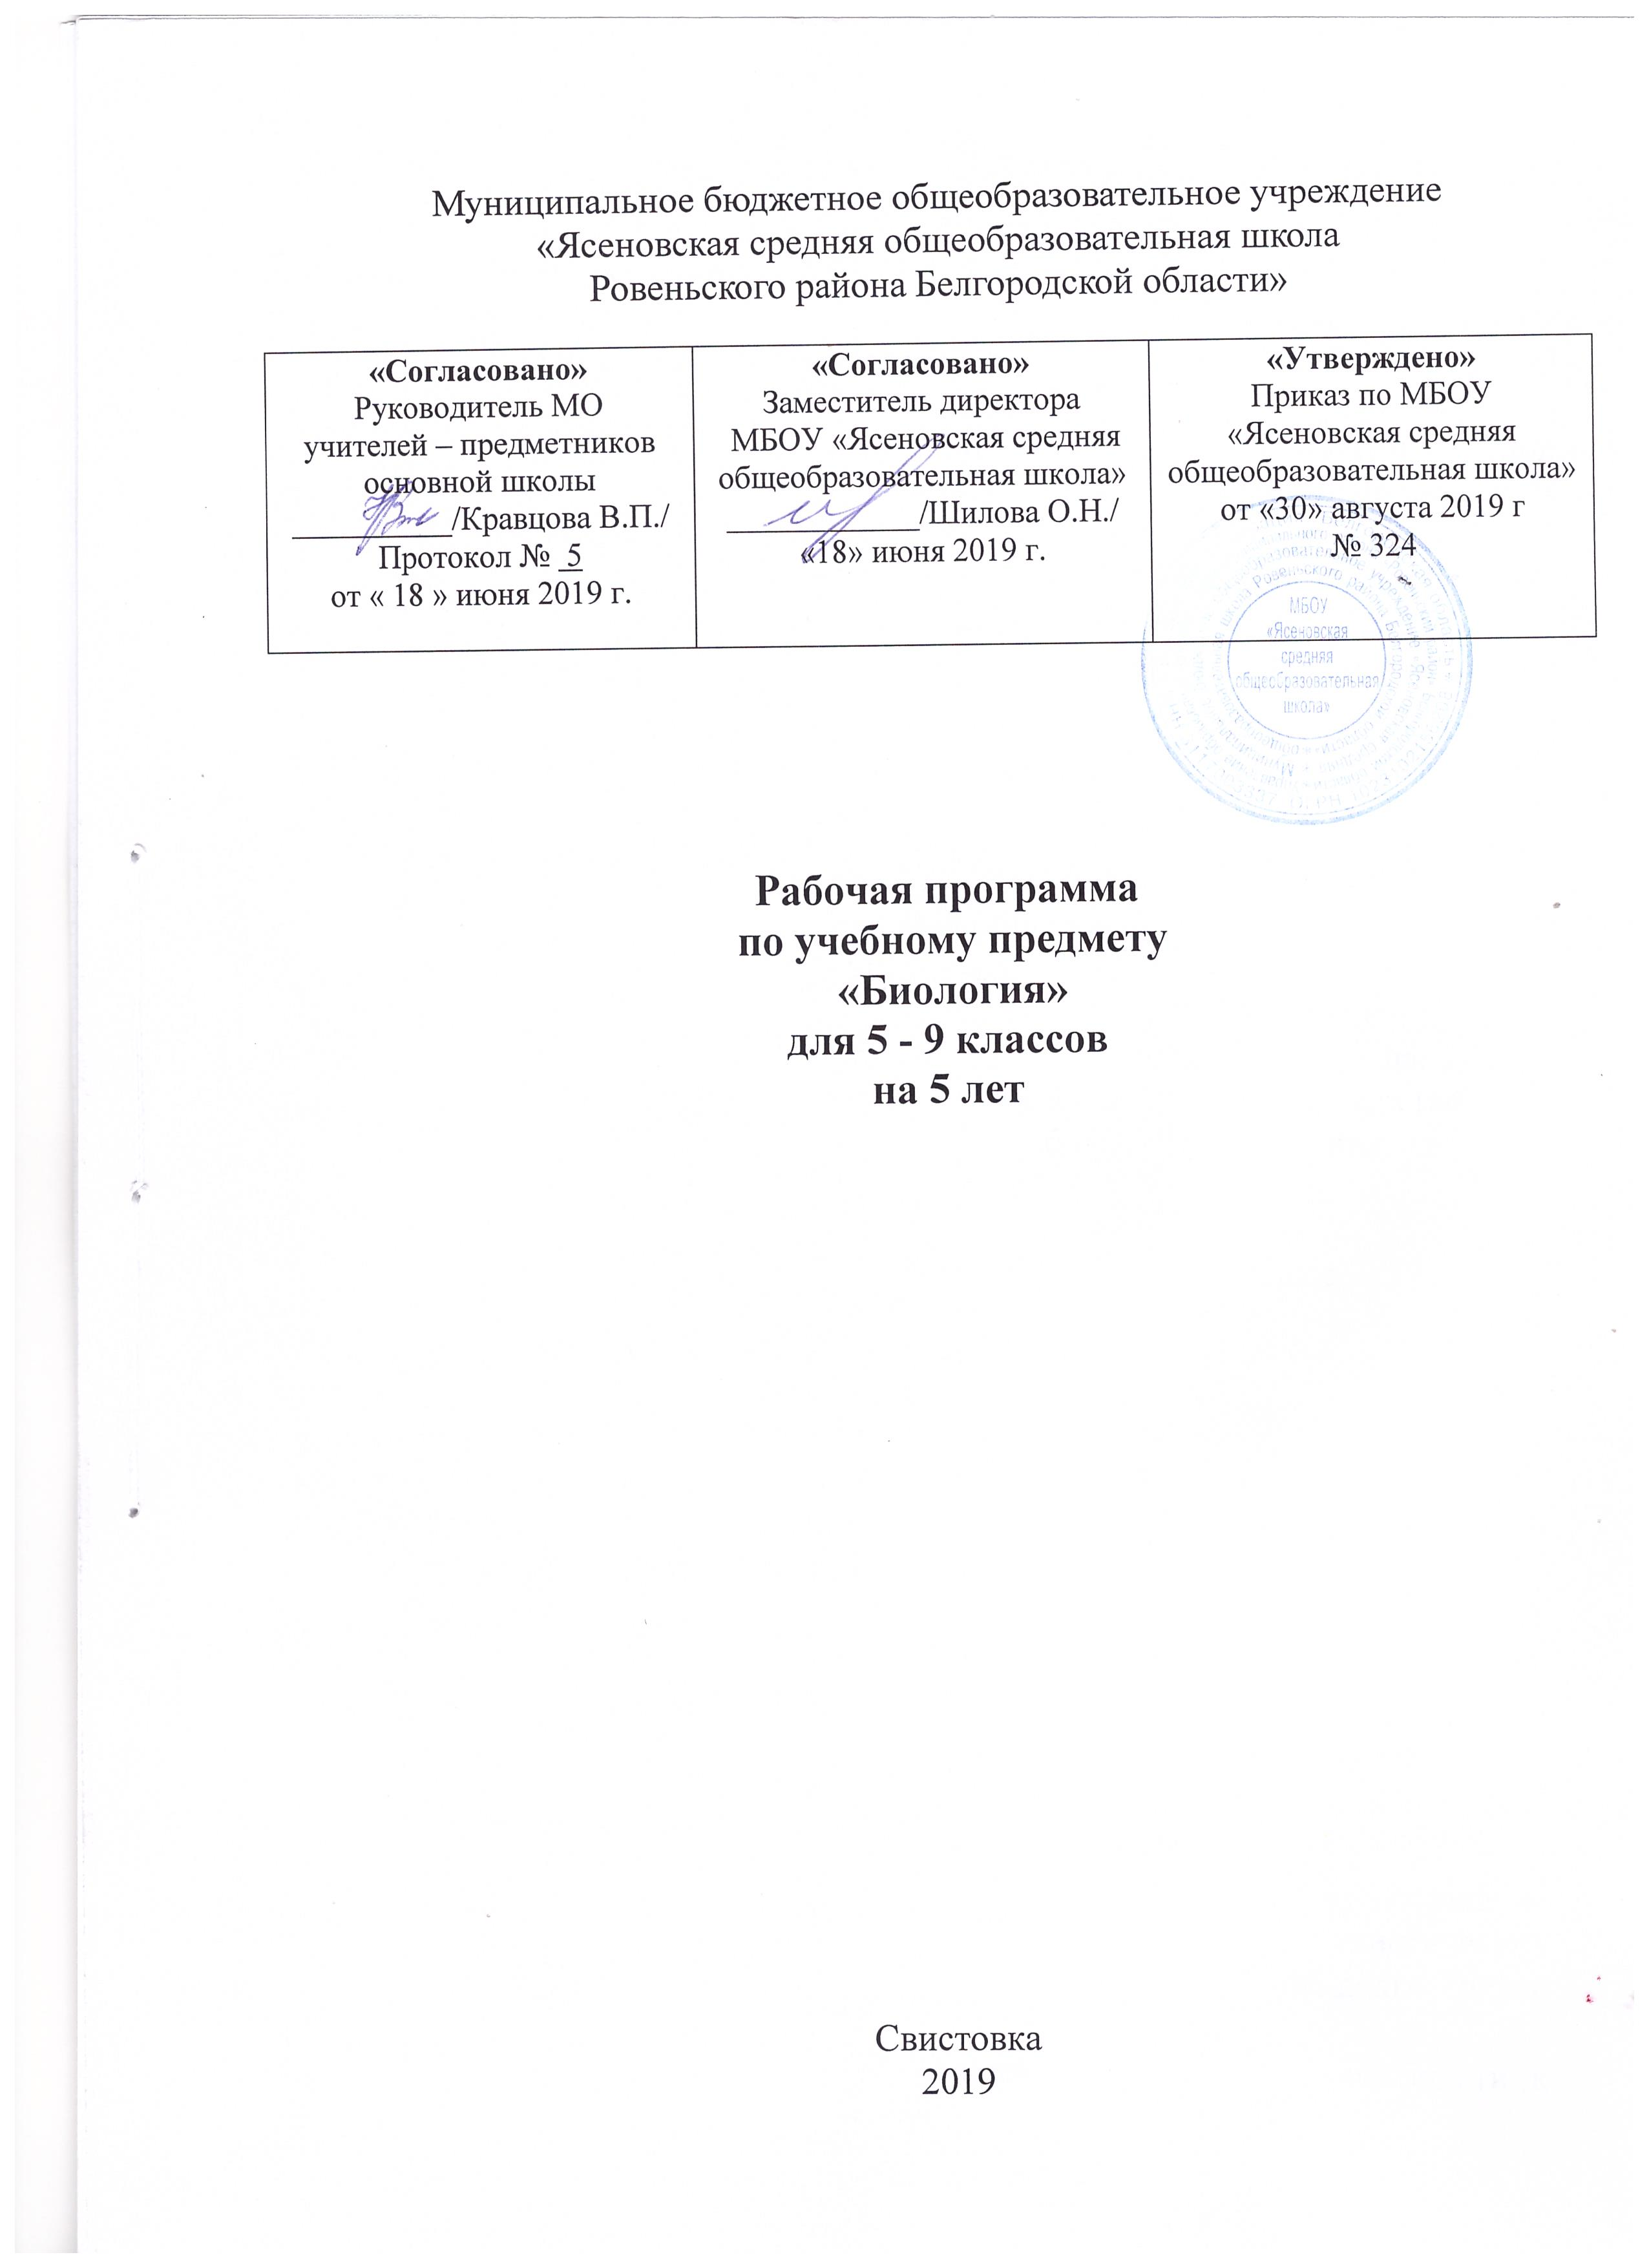 Муниципальное бюджетное общеобразовательное учреждение
«Ясеновская средняя общеобразовательная школа
Ровеньского района Белгородской области»
«Согласовано»
Руководитель МО
учителей – предметников
основной школы
____________/Кравцова В.П./
Протокол № 5
от « 18 » июня 2019 г.
«Согласовано»
Заместитель директора
МБОУ «Ясеновская средняя
общеобразовательная школа»
____________/Шилова О.Н./
«18» июня 2019 г.
«Утверждено»
Приказ по МБОУ
«Ясеновская средняя
общеобразовательная школа»
от «30» августа 2019 г
№ 324
МБОУ
«Ясеновская
средняя
общеобразовательная
школа»
Рабочая программа
по учебному предмету
«Биология»
для 5 - 9 классов
на 5 лет
Свистовка
2019